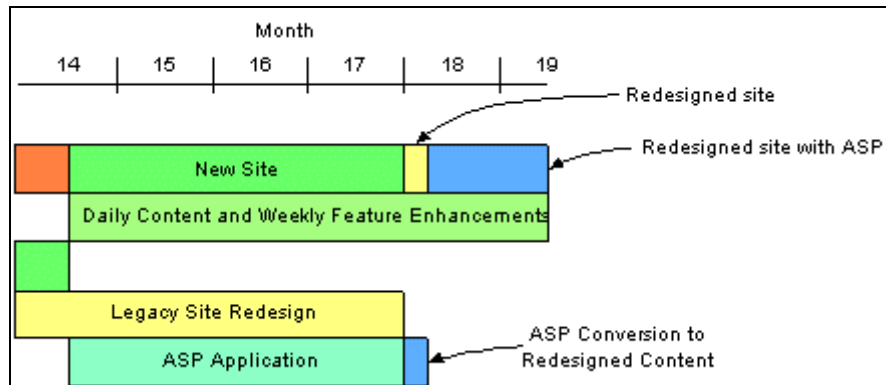 Month
14 15 16 17 18 19
Redesigned site
New Site
Redesigned site with ASP
Daily Content and Weekly Feature Enhancements
Legacy Site Redesign
ASP Conversion to
Redesigned Content
ASP Application